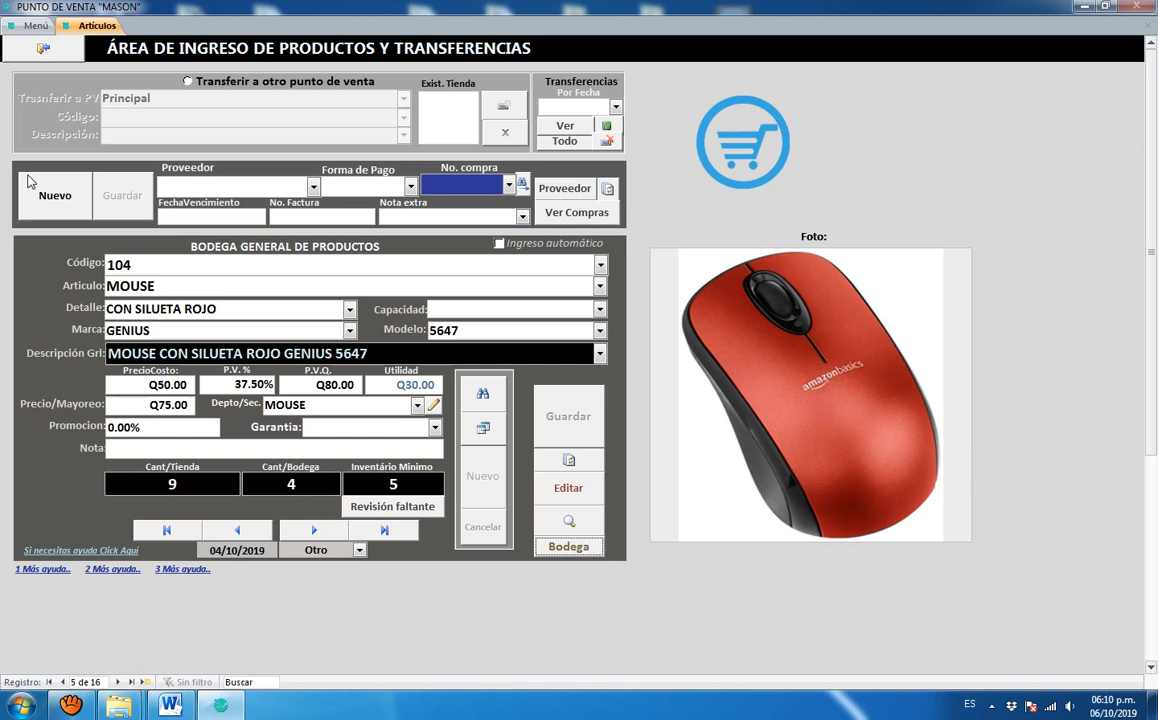 PUNTO DE VENTA "MASON"
Menú
Artículos
ÁREA DE INGRESO DE PRODUCTOS Y TRANSFERENCIAS
Transferir a otro punto de venta
Exist. Tienda
Transferencias
Por Fecha
Trasnferir a PV
Principal
Código:
Descripción:
Ver
X
Todo
Proveedor
Forma de Pago
No. compra
Nuevo
Guardar
Proveedor
FechaVencimiento
No. Factura
Nota extra
Ver Compras
BODEGA GENERAL DE PRODUCTOS
Ingreso automático
Foto:
Código: 104
Articulo: MOUSE
Detalle: CON SILUETA ROJO
Capacidad:
Marca: GENIUS
Modelo: 5647
Descripción Grl: MOUSE CON SILUETA ROJO GENIUS 5647
PrecioCosto: P.V. % P.V.Q. Utilidad
Q50.00 37.50% Q80.00 Q30.00
Precio/Mayoreo: Q75.00 Depto/Sec. MOUSE
Promocion: 0.00% Garantia:
Nota:
Cant/Tienda Cant/Bodega Inventário Minimo
9 4 5
Revisión faltante
Guardar
Nuevo
Editar
Cancelar
Bodega
Si necesitas ayuda Click Aquí
04/10/2019
Otro
1 Más ayuda..
2 Más ayuda..
3 Más ayuda..
amazonbasics
Registro: 5 de 16 Sin filtro Buscar
ES
06:10 p.m.
06/10/2019